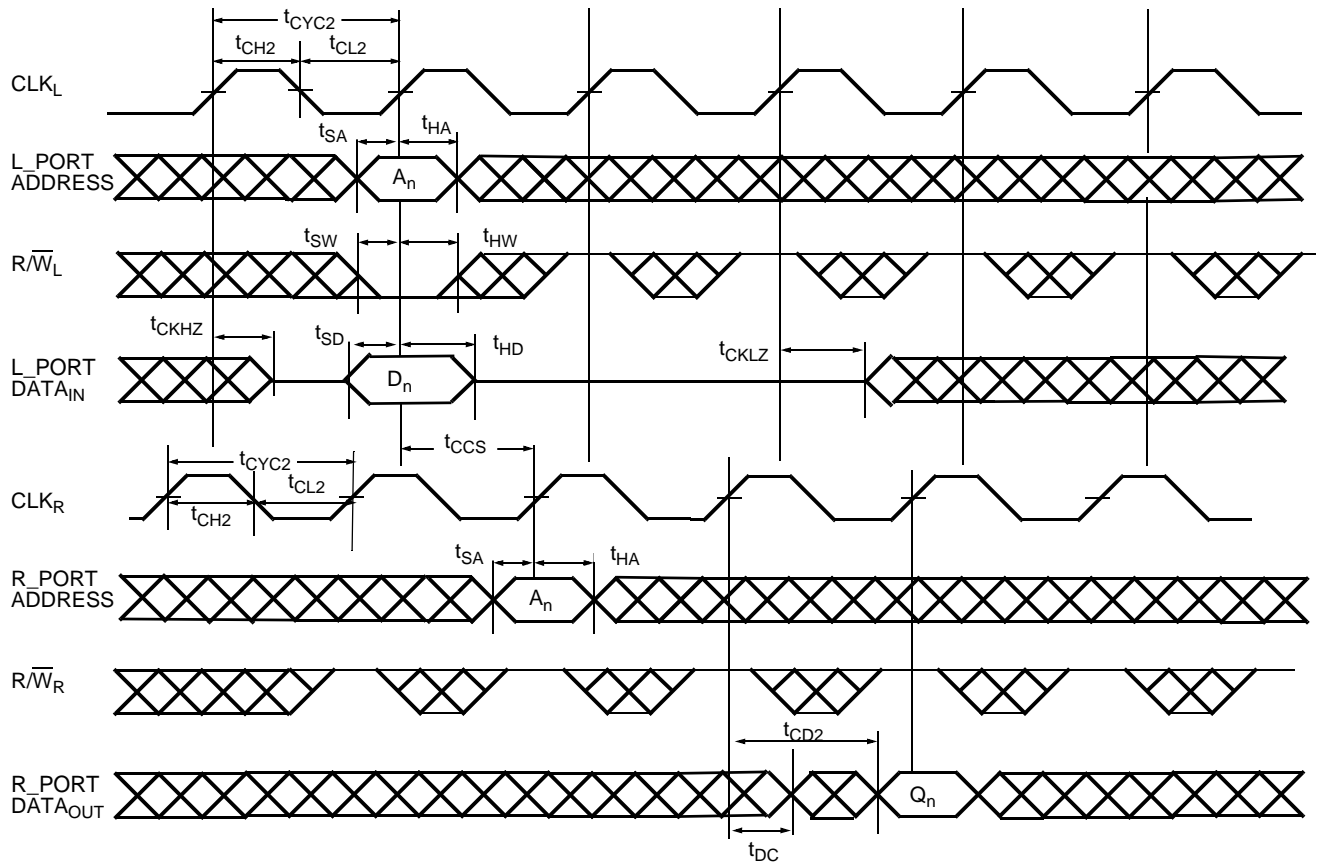 tCYC2
tCH2 tCL2
CLKL
tSA tHA
L_PORT
ADDRESS
An
tSW tHW
R/W̅L
tCKHZ tSD tHD tCKLZ
L_PORT
DATAIN
Dn
tCCS
tCYC2
tCL2
CLKR
tCH2
tSA tHA
R_PORT
ADDRESS
An
R/W̅R
tCD2
R_PORT
DATAOUT
Qn
tDC